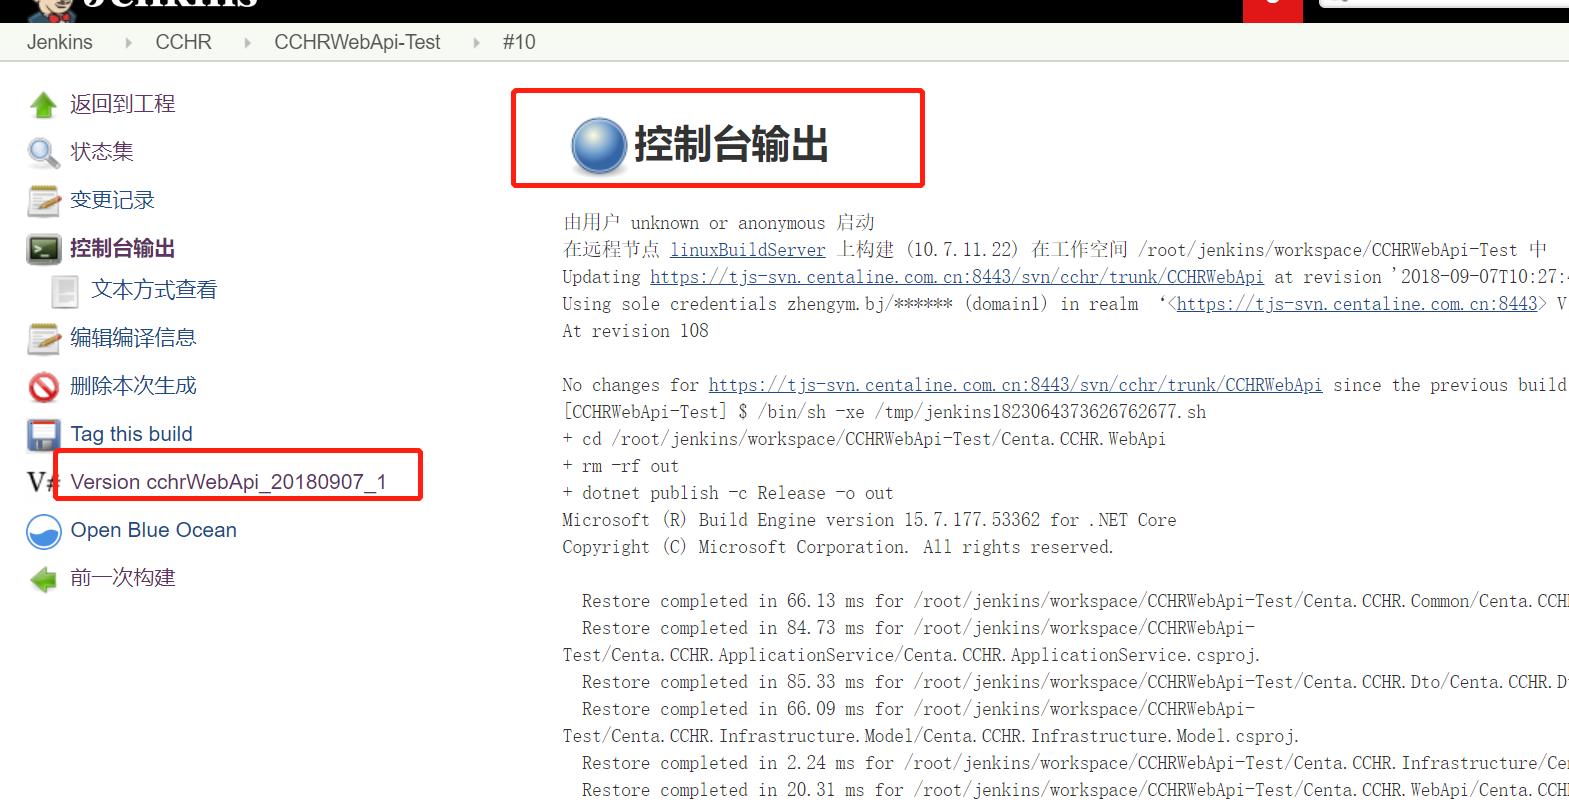 Jenkins
Jenkins CCHR CCHRWebApi-Test #10
返回到工程
状态集
变更记录
控制台输出
文本方式查看
编辑编译信息
删除本次生成
Tag this build
V# Version cchrWebApi_20180907_1
Open Blue Ocean
前一次构建
控制台输出
由用户 unknown or anonymous 启动
在远程节点 linuxBuildServer 上构建 (10.7.11.22) 在工作空间 /root/jenkins/workspace/CCHRWebApi-Test 中
Updating https://tjs-svn.centaline.com.cn:8443/svn/cchr/trunk/CCHRWebApi at revision '2018-09-07T10:27:
Using sole credentials zhengym.bj/****** (domain1) in realm ‘<https://tjs-svn.centaline.com.cn:8443> V
At revision 108
No changes for https://tjs-svn.centaline.com.cn:8443/svn/cchr/trunk/CCHRWebApi since the previous build
[CCHRWebApi-Test] $ /bin/sh -xe /tmp/jenkins1823064373626762677.sh
+ cd /root/jenkins/workspace/CCHRWebApi-Test/Centa.CCHR.WebApi
+ rm -rf out
+ dotnet publish -c Release -o out
Microsoft (R) Build Engine version 15.7.177.53362 for .NET Core
Copyright (C) Microsoft Corporation. All rights reserved.
Restore completed in 66.13 ms for /root/jenkins/workspace/CCHRWebApi-Test/Centa.CCHR.Common/Centa.CCH
Restore completed in 84.73 ms for /root/jenkins/workspace/CCHRWebApi-
Test/Centa.CCHR.ApplicationService/Centa.CCHR.ApplicationService.csproj.
Restore completed in 85.33 ms for /root/jenkins/workspace/CCHRWebApi-Test/Centa.CCHR.Dto/Centa.CCHR.D
Restore completed in 66.09 ms for /root/jenkins/workspace/CCHRWebApi-
Test/Centa.CCHR.Infrastructure.Model/Centa.CCHR.Infrastructure.Model.csproj.
Restore completed in 2.24 ms for /root/jenkins/workspace/CCHRWebApi-Test/Centa.CCHR.Infrastructure/Ce
Restore completed in 20.31 ms for /root/jenkins/workspace/CCHRWebApi-Test/Centa.CCHR.WebApi/Centa.CCH